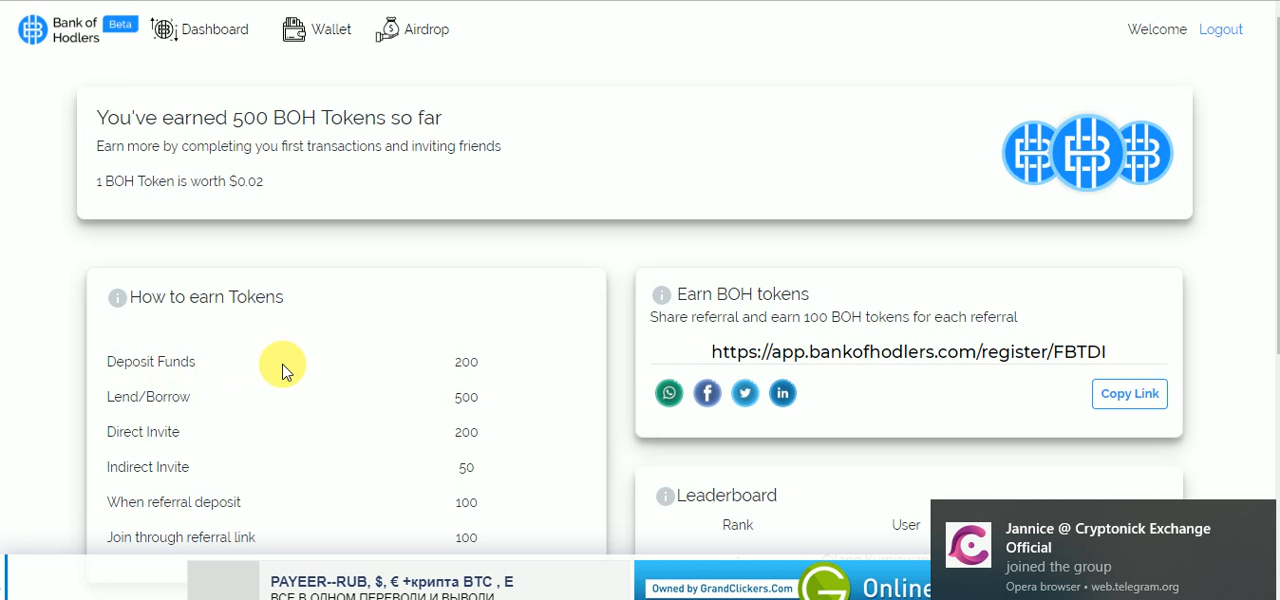 Bank of
Hodlers
Beta
Dashboard
Wallet
Airdrop
Welcome
Logout
You've earned 500 BOH Tokens so far
Earn more by completing you first transactions and inviting friends
1 BOH Token is worth $0.02
How to earn Tokens
Deposit Funds 200
Lend/Borrow 500
Direct Invite 200
Indirect Invite 50
When referral deposit 100
Join through referral link 100
Earn BOH tokens
Share referral and earn 100 BOH tokens for each referral
https://app.bankofhodlers.com/register/FBTDI
Copy Link
Leaderboard
Rank User
Jannice @ Cryptonick Exchange
Official
joined the group
Opera browser • web.telegram.org
PAYEER--RUB, $, € +крипта BTC , E
ВСЕ В ОДНОМ ПЕРЕВОДИ И ВЫВОДИ
Owned by GrandClickers.Com
G
Online